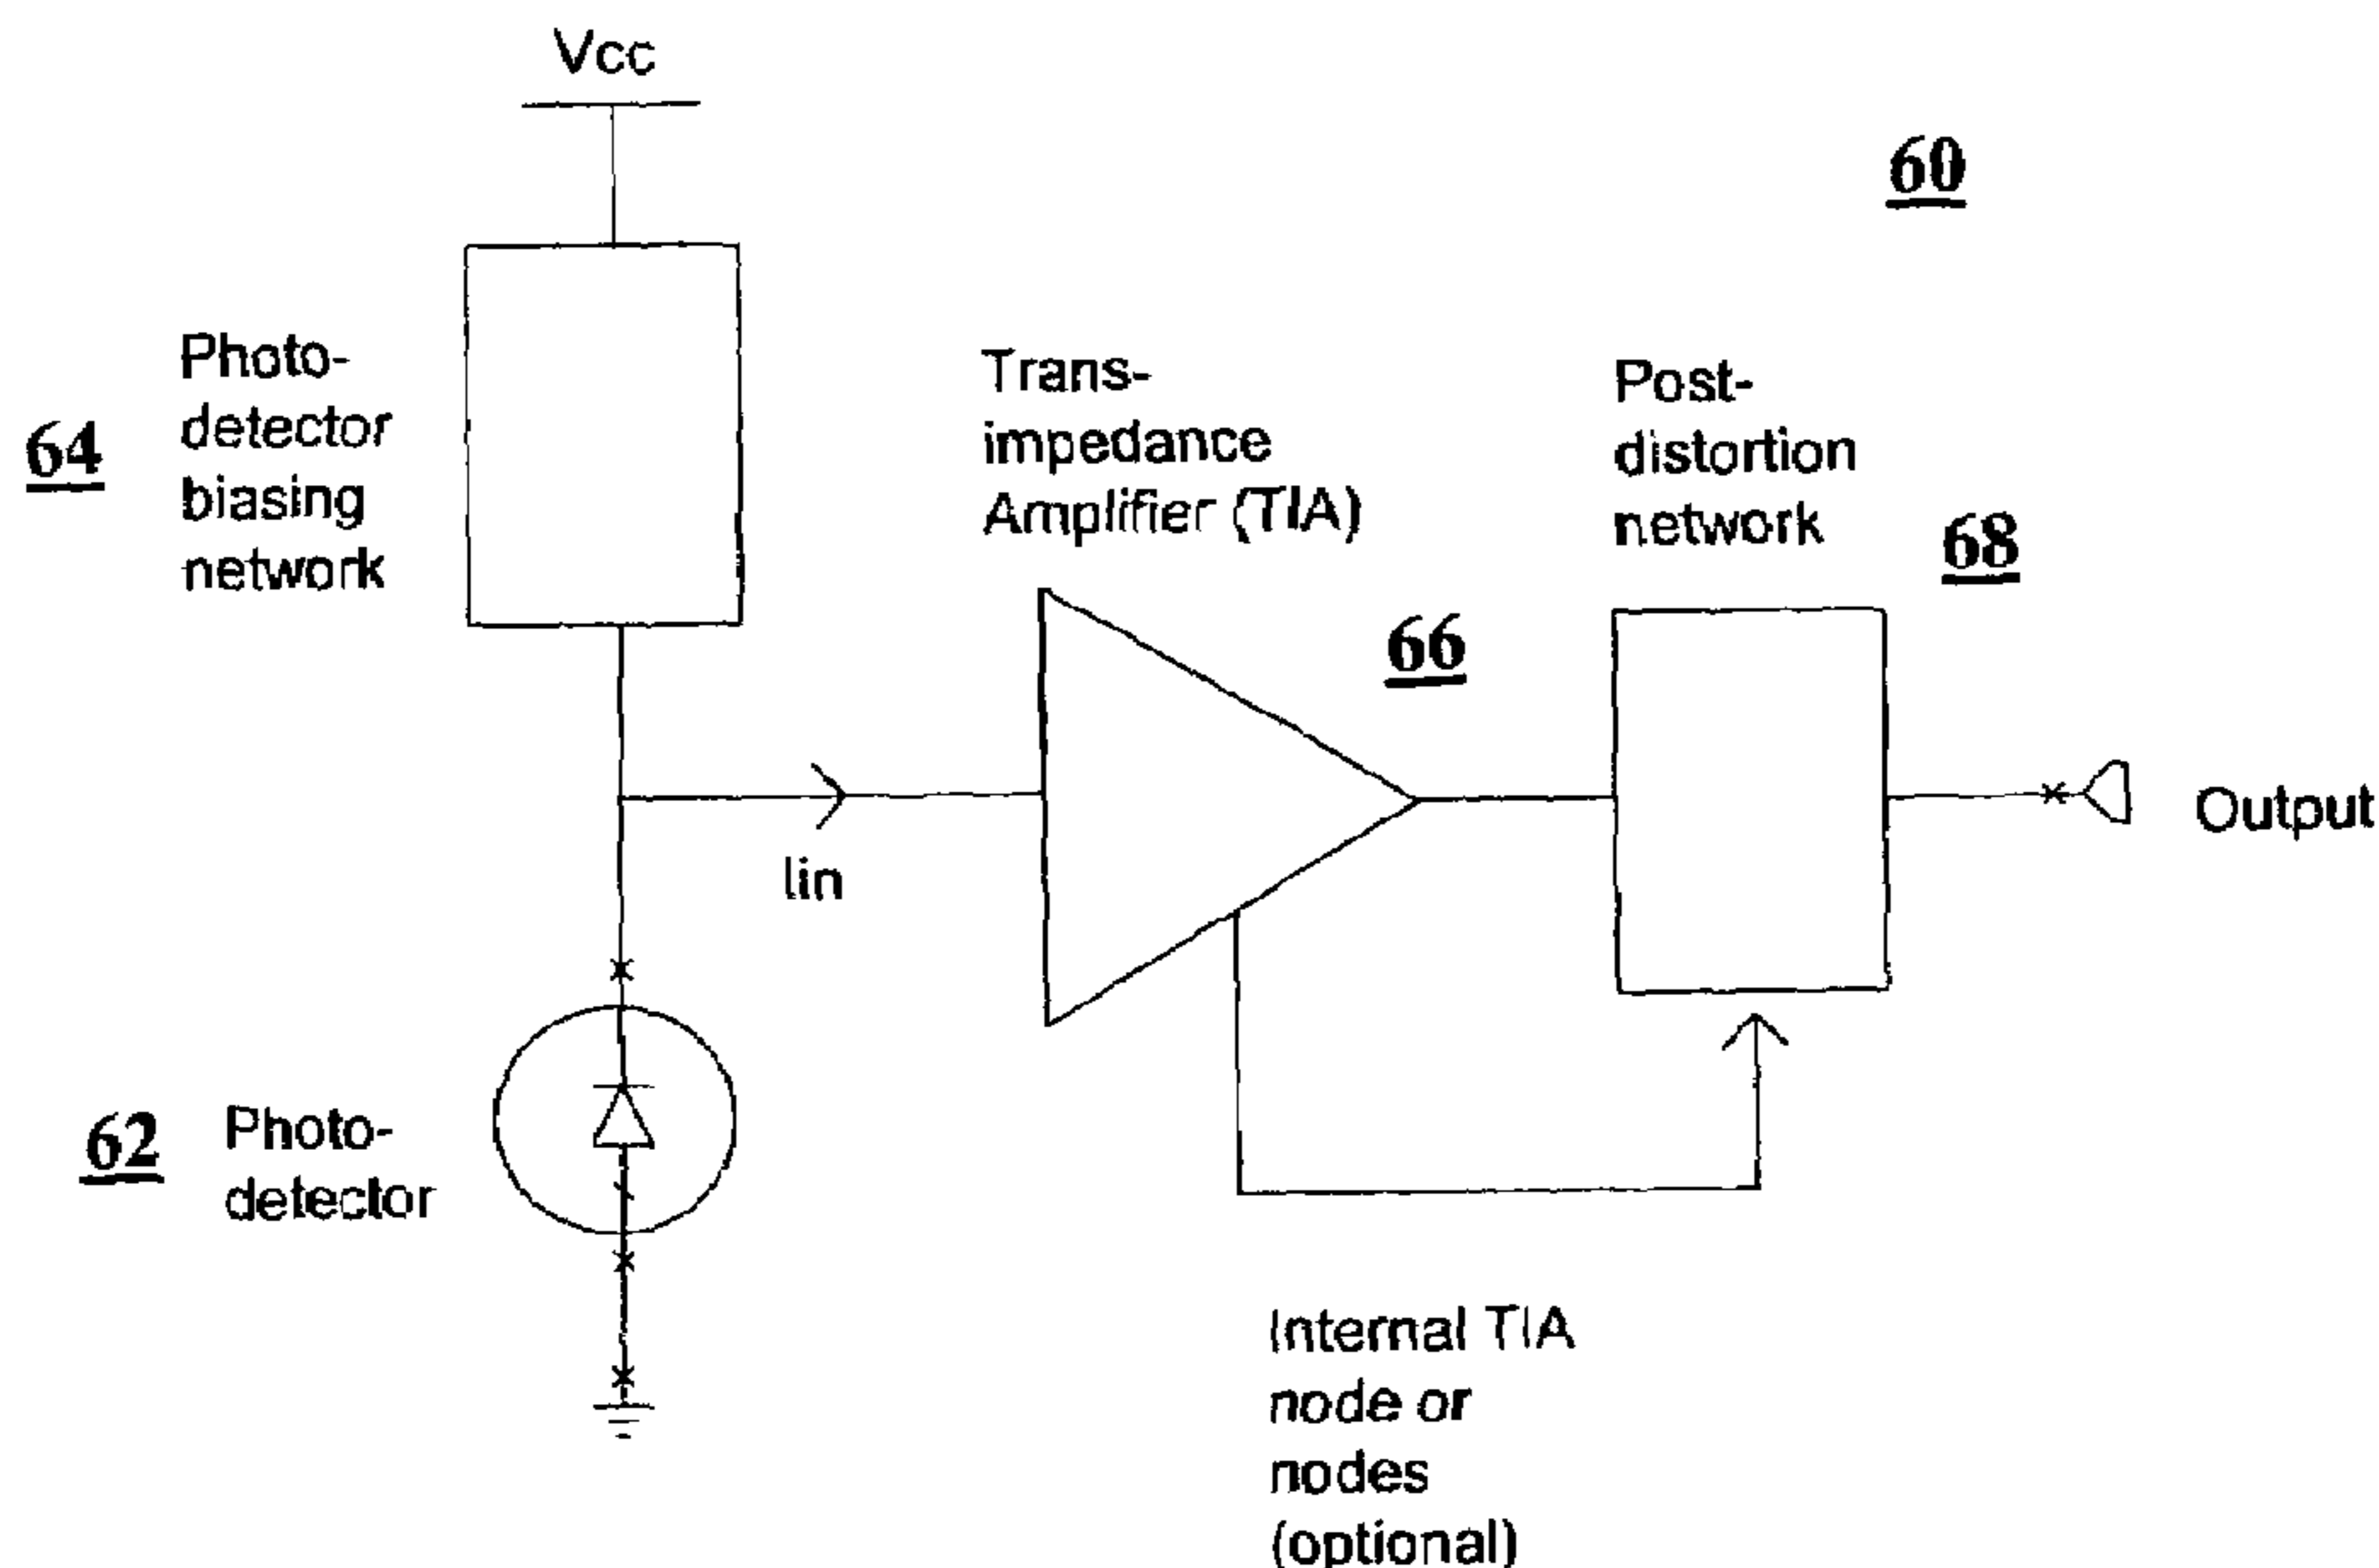 Vcc
60
Photo-
detector
biasing
network
64
Trans-
impedance
Amplifier (TIA)
66
Post-
distortion
network
68
Iin
Output
62
Photo-
detector
Internal TIA
node or
nodes
(optional)